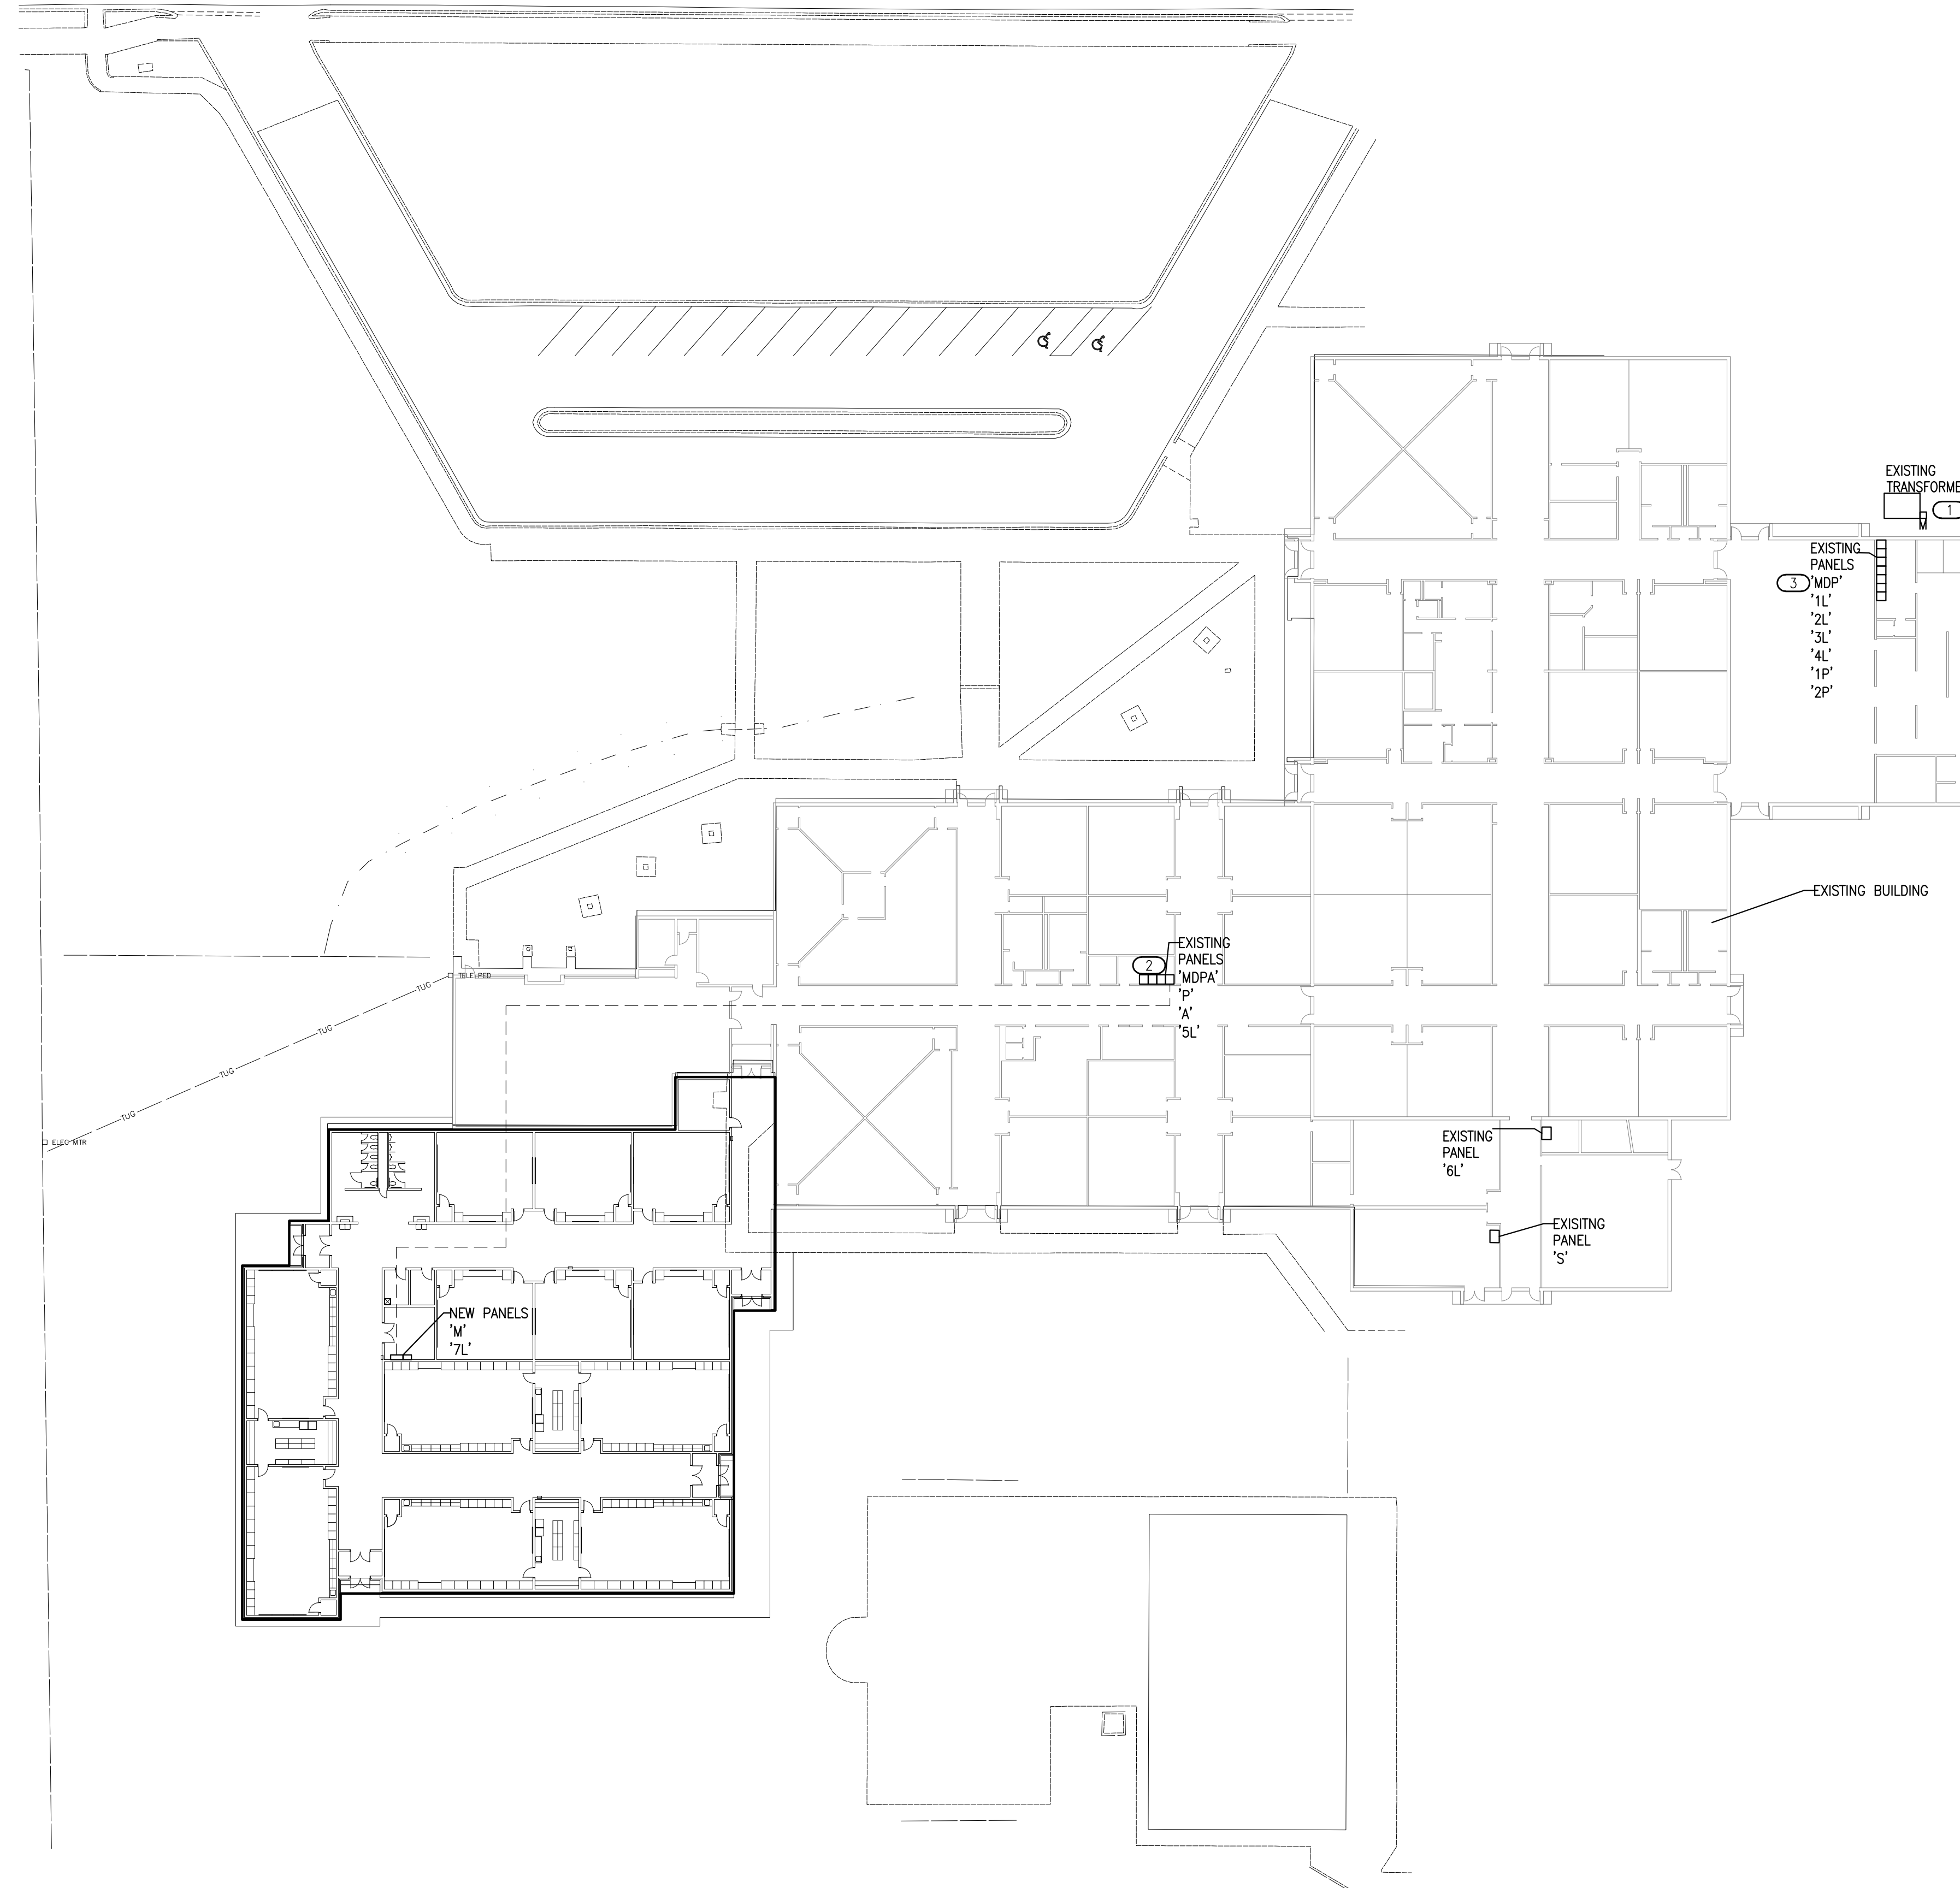 EXISTING
TRANSFORME
1
M
EXISTING
PANELS
3
'MDP'
'1L'
'2L'
'3L'
'4L'
'1P'
'2P'
EXISTING BUILDING
EXISTING
PANELS
2
'MDPA'
'P'
'A'
'5L'
TELE PED
TUG
TUG
TUG
TUG
ELEC MTR
EXISTING
PANEL
'6L'
EXISITNG
PANEL
'S'
NEW PANELS
'M'
'7L'